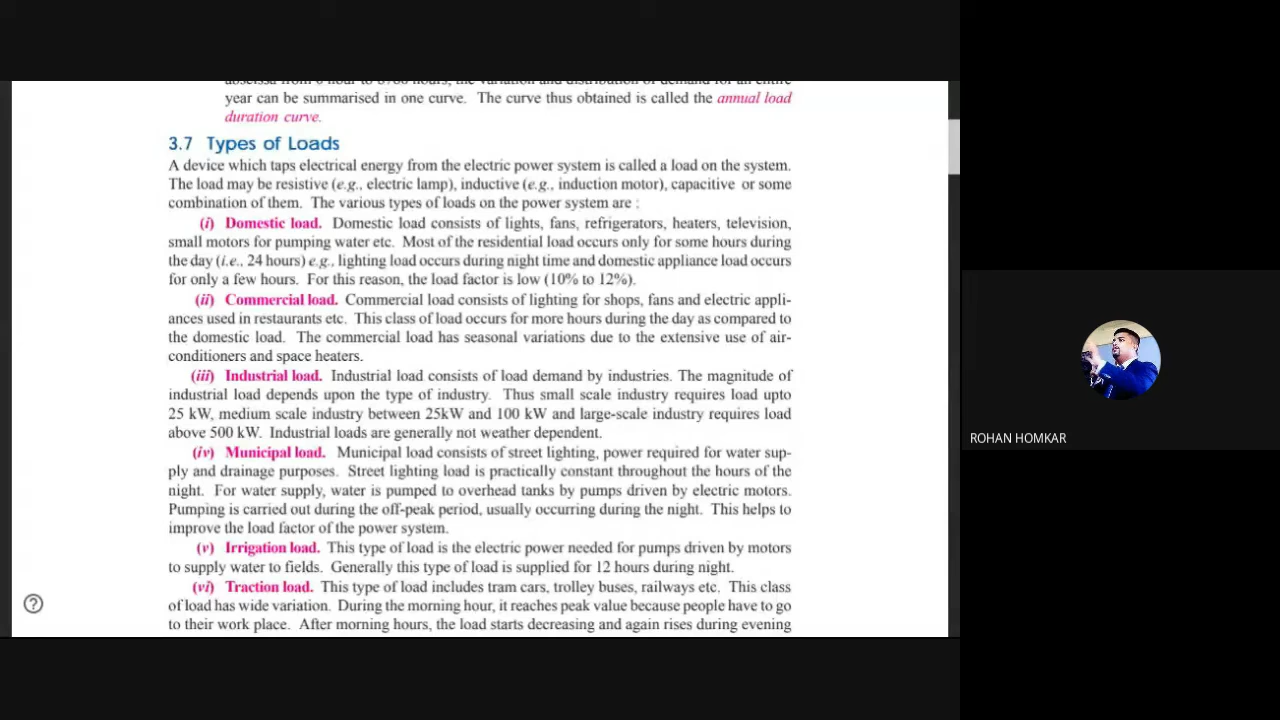 abscissa from 0 hour to 8760 hours, the variation and distribution of demand for an entire
year can be summarised in one curve. The curve thus obtained is called the annual load
duration curve.
3.7 Types of Loads
A device which taps electrical energy from the electric power system is called a load on the system.
The load may be resistive (e.g., electric lamp), inductive (e.g., induction motor), capacitive or some
combination of them. The various types of loads on the power system are :
(i) Domestic load. Domestic load consists of lights, fans, refrigerators, heaters, television,
small motors for pumping water etc. Most of the residential load occurs only for some hours during
the day (i.e., 24 hours) e.g., lighting load occurs during night time and domestic appliance load occurs
for only a few hours. For this reason, the load factor is low (10% to 12%).
(ii) Commercial load. Commercial load consists of lighting for shops, fans and electric appli-
ances used in restaurants etc. This class of load occurs for more hours during the day as compared to
the domestic load. The commercial load has seasonal variations due to the extensive use of air-
conditioners and space heaters.
(iii) Industrial load. Industrial load consists of load demand by industries. The magnitude of
industrial load depends upon the type of industry. Thus small scale industry requires load upto
25 kW, medium scale industry between 25kW and 100 kW and large-scale industry requires load
above 500 kW. Industrial loads are generally not weather dependent.
(iv) Municipal load. Municipal load consists of street lighting, power required for water sup-
ply and drainage purposes. Street lighting load is practically constant throughout the hours of the
night. For water supply, water is pumped to overhead tanks by pumps driven by electric motors.
Pumping is carried out during the off-peak period, usually occurring during the night. This helps to
improve the load factor of the power system.
(v) Irrigation load. This type of load is the electric power needed for pumps driven by motors
to supply water to fields. Generally this type of load is supplied for 12 hours during night.
(vi) Traction load. This type of load includes tram cars, trolley buses, railways etc. This class
of load has wide variation. During the morning hour, it reaches peak value because people have to go
to their work place. After morning hours, the load starts decreasing and again rises during evening
ROHAN HOMKAR